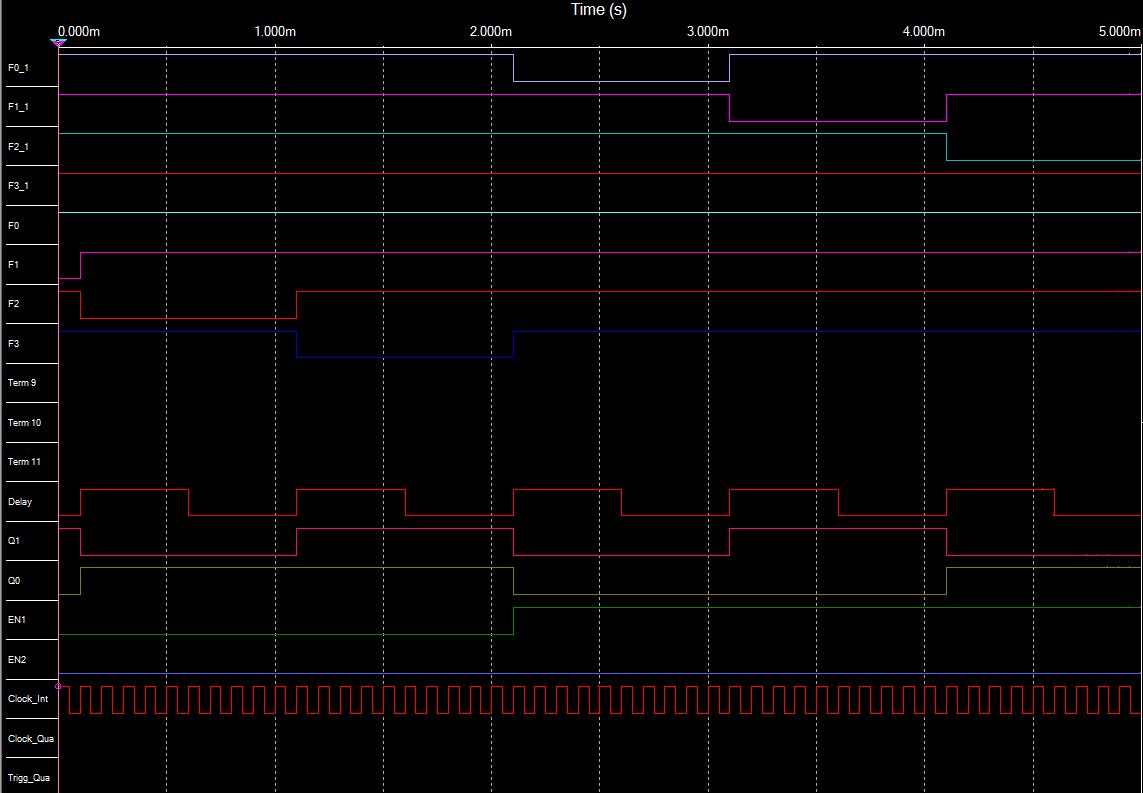 Time (s)
0.000m 1.000m 2.000m 3.000m 4.000m 5.000m
F0_1
F1_1
F2_1
F3_1
F0
F1
F2
F3
Term 9
Term 10
Term 11
Delay
Q1
Q0
EN1
EN2
Clock_Int
Clock_Qua
Trigg_Qua